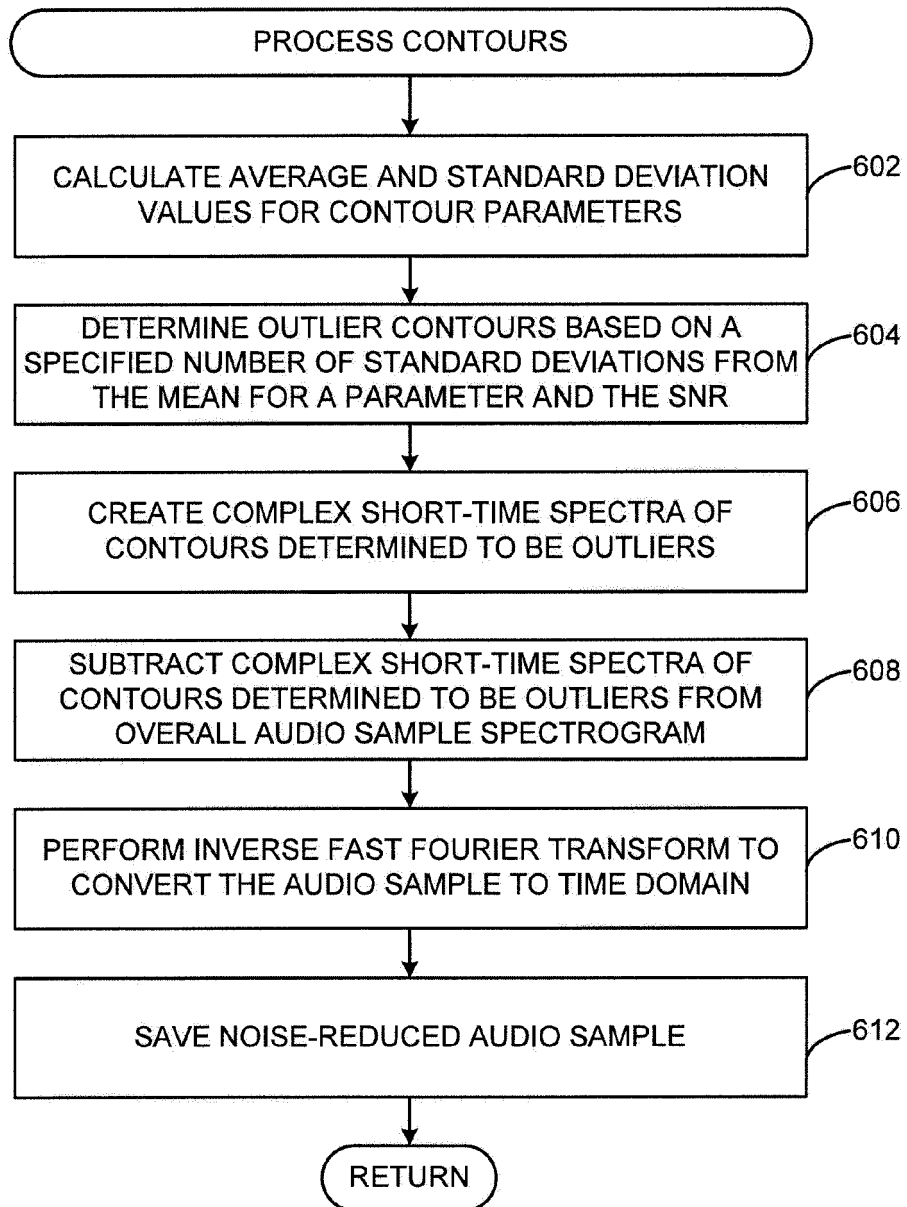 PROCESS CONTOURS
CALCULATE AVERAGE AND STANDARD DEVIATION
VALUES FOR CONTOUR PARAMETERS
602
DETERMINE OUTLIER CONTOURS BASED ON A
SPECIFIED NUMBER OF STANDARD DEVIATIONS FROM
THE MEAN FOR A PARAMETER AND THE SNR
604
CREATE COMPLEX SHORT-TIME SPECTRA OF
CONTOURS DETERMINED TO BE OUTLIERS
606
SUBTRACT COMPLEX SHORT-TIME SPECTRA OF
CONTOURS DETERMINED TO BE OUTLIERS FROM
OVERALL AUDIO SAMPLE SPECTROGRAM
608
PERFORM INVERSE FAST FOURIER TRANSFORM TO
CONVERT THE AUDIO SAMPLE TO TIME DOMAIN
610
SAVE NOISE-REDUCED AUDIO SAMPLE
612
RETURN